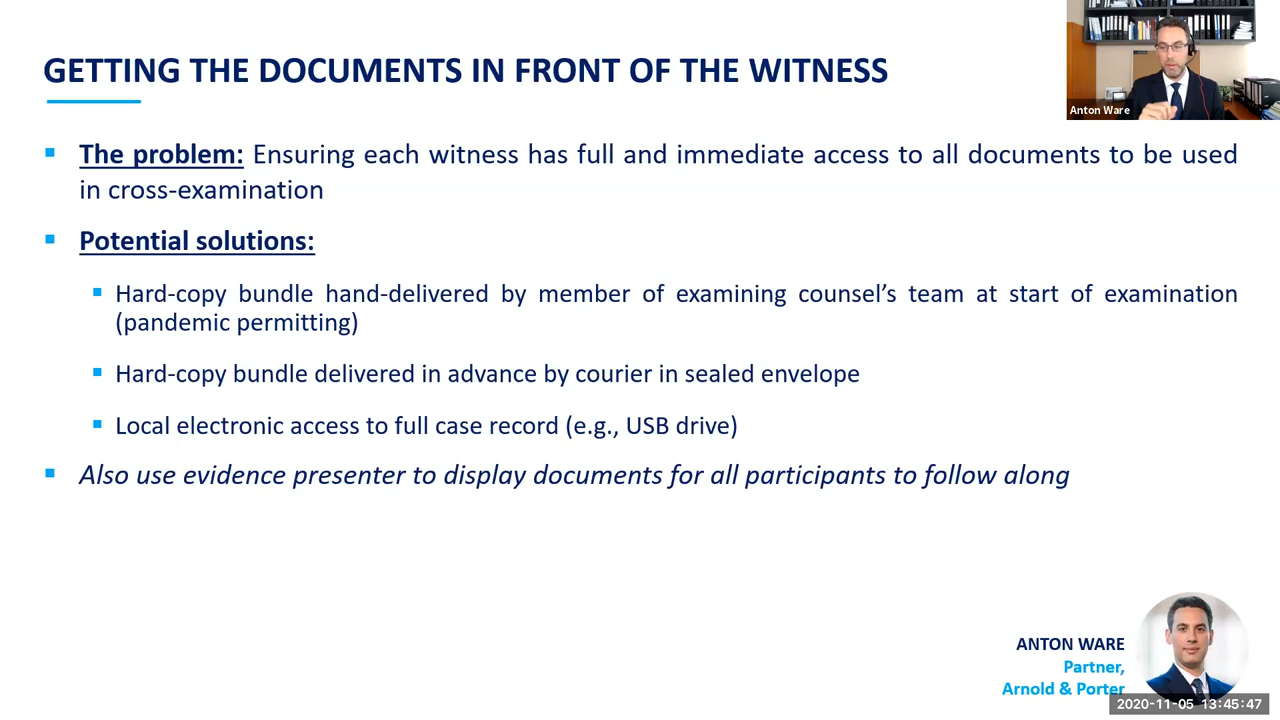 GETTING THE DOCUMENTS IN FRONT OF THE WITNESS
Anton Ware
The problem: Ensuring each witness has full and immediate access to all documents to be used
in cross-examination
Potential solutions:
Hard-copy bundle hand-delivered by member of examining counsel’s team at start of examination
(pandemic permitting)
Hard-copy bundle delivered in advance by courier in sealed envelope
Local electronic access to full case record (e.g., USB drive)
Also use evidence presenter to display documents for all participants to follow along
ANTON WARE
Partner,
Arnold & Porter
2020-11-05 13:45:47